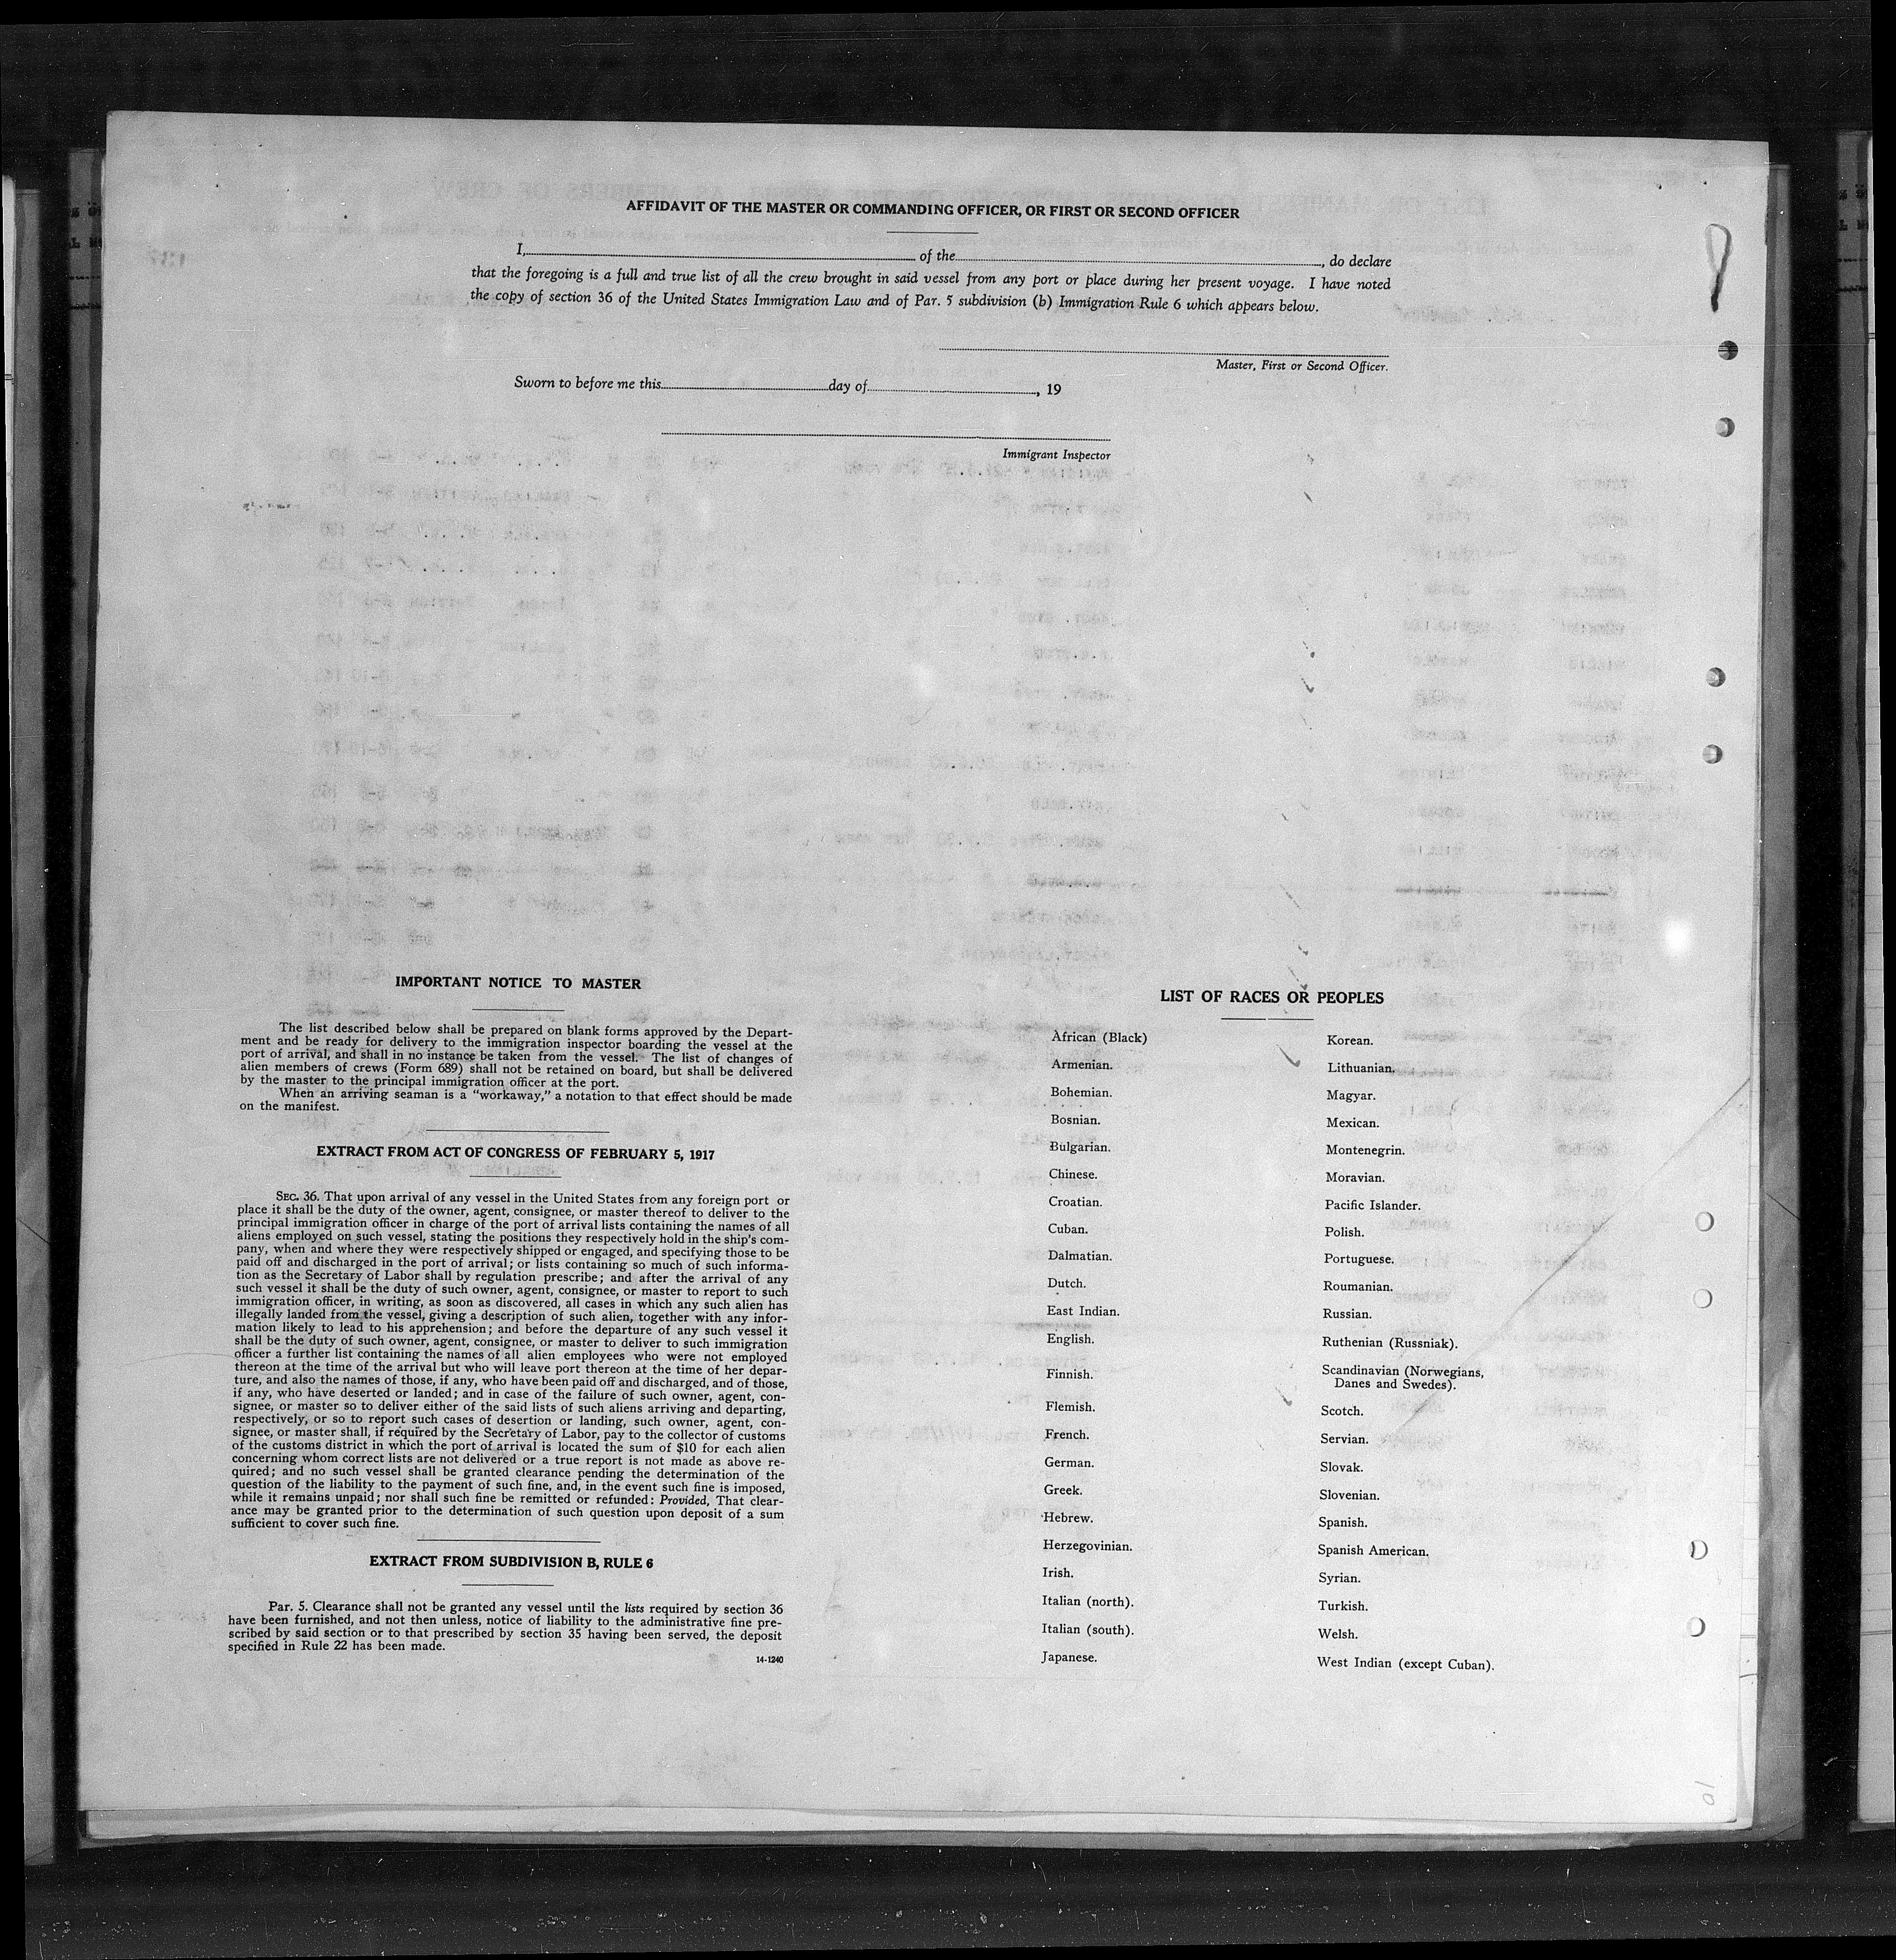 AFFIDAVIT OF THE MASTER OR COMMANDING OFFICER, OR FIRST OR SECOND OFFICER
I, of the , do declare
that the foregoing is a full and true list of all the crew brought in said vessel from any port or place during her present voyage. I have noted
the copy of section 36 of the United States Immigration Law and of Par. 5 subdivision (b) Immigration Rule 6 which appears below.
Master, First or Second Officer.
Sworn to before me this day of , 19
Immigrant Inspector
IMPORTANT NOTICE TO MASTER
The list described below shall be prepared on blank forms approved by the Depart-
ment and be ready for delivery to the immigration inspector boarding the vessel at the
port of arrival, and shall in no instance be taken from the vessel. The list of changes of
alien members of crews (Form 689) shall not be retained on board, but shall be delivered
by the master to the principal immigration officer at the port.
When an arriving seaman is a "workaway," a notation to that effect should be made
on the manifest.
EXTRACT FROM ACT OF CONGRESS OF FEBRUARY 5, 1917
SEC. 36. That upon arrival of any vessel in the United States from any foreign port or
place it shall be the duty of the owner, agent, consignee, or master thereof to deliver to the
principal immigration officer in charge of the port of arrival lists containing the names of all
aliens employed on such vessel, stating the positions they respectively hold in the ship's com-
pany, when and where they were respectively shipped or engaged, and specifying those to be
paid off and discharged in the port of arrival; or lists containing so much of such informa-
tion as the Secretary of Labor shall by regulation prescribe; and after the arrival of any
such vessel it shall be the duty of such owner, agent, consignee, or master to report to such
immigration officer, in writing, as soon as discovered, all cases in which any such alien has
illegally landed from the vessel, giving a description of such alien, together with any infor-
mation likely to lead to his apprehension; and before the departure of any such vessel it
shall be the duty of such owner, agent, consignee, or master to deliver to such immigration
officer a further list containing the names of all alien employees who were not employed
thereon at the time of the arrival but who will leave port thereon at the time of her depar-
ture, and also the names of those, if any, who have been paid off and discharged, and of those,
if any, who have deserted or landed; and in case of the failure of such owner, agent, con-
signee, or master so to deliver either of the said lists of such aliens arriving and departing,
respectively, or so to report such cases of desertion or landing, such owner, agent, con-
signee, or master shall, if required by the Secretary of Labor, pay to the collector of customs
of the customs district in which the port of arrival is located the sum of $10 for each alien
concerning whom correct lists are not delivered or a true report is not made as above re-
quired; and no such vessel shall be granted clearance pending the determination of the
question of the liability to the payment of such fine, and, in the event such fine is imposed,
while it remains unpaid; nor shall such fine be remitted or refunded: Provided, That clear-
ance may be granted prior to the determination of such question upon deposit of a sum
sufficient to cover such fine.
EXTRACT FROM SUBDIVISION B, RULE 6
Par. 5. Clearance shall not be granted any vessel until the lists required by section 36
have been furnished, and not then unless, notice of liability to the administrative fine pre-
scribed by said section or to that prescribed by section 35 having been served, the deposit
specified in Rule 22 has been made.
14-1240
LIST OF RACES OR PEOPLES
African (Black)
Armenian.
Bohemian.
Bosnian.
Bulgarian.
Chinese.
Croatian.
Cuban.
Dalmatian.
Dutch.
East Indian.
English.
Finnish.
Flemish.
French.
German.
Greek.
Hebrew.
Herzegovinian.
Irish.
Italian (north).
Italian (south).
Japanese.
Korean.
Lithuanian.
Magyar.
Mexican.
Montenegrin.
Moravian.
Pacific Islander.
Polish.
Portuguese.
Roumanian.
Russian.
Ruthenian (Russniak).
Scandinavian (Norwegians,
Danes and Swedes).
Scotch.
Servian.
Slovak.
Slovenian.
Spanish.
Spanish American.
Syrian.
Turkish.
Welsh.
West Indian (except Cuban).